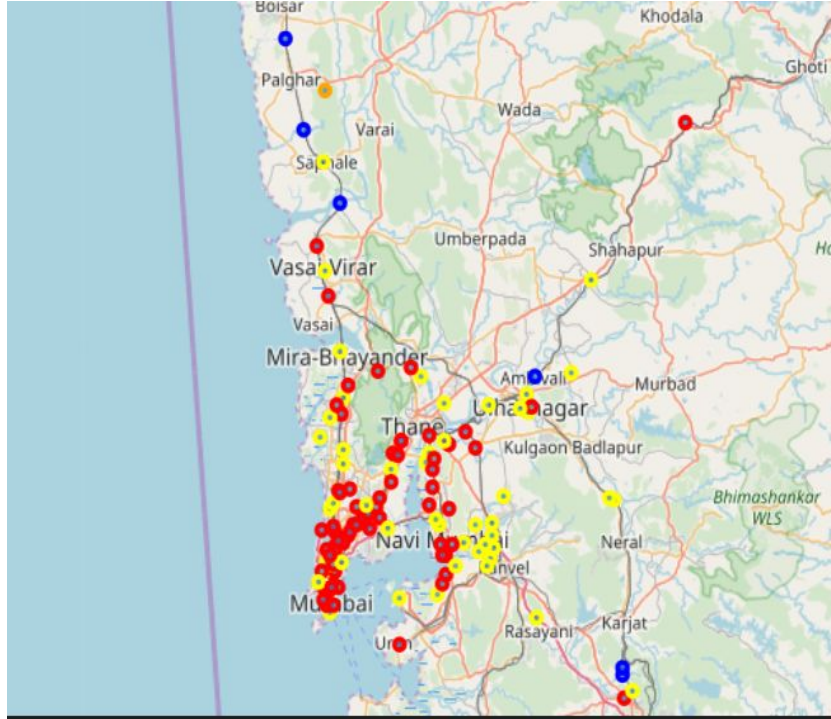 Boisar
Khodala
Ghoti
Palghar
Wada
Varai
Saphale
Umberpada
Shahapur
Vasai-Virar
Vasai
Mira-Bhayander
Ambivali
Murbad
Ulhasnagar
Thane
Kulgaon Badlapur
Bhimashankar
WLS
Navi Mumbai
Neral
Panvel
Mumbai
Karjat
Rasayani
Uran